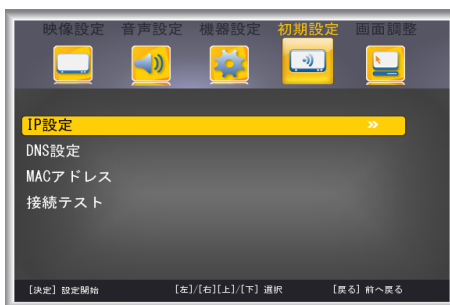 映像設定 音声設定 機器設定 初期設定 画面調整
IP設定 »
DNS設定
MACアドレス
接続テスト
[決定] 設定開始 [左]/[右][上]/[下] 選択 [戻る] 前へ戻る